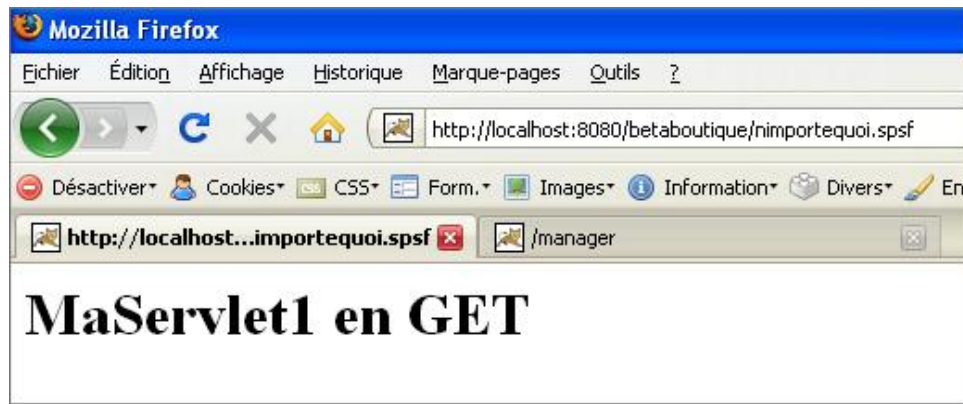 Mozilla Firefox
Fichier Édition Affichage Historique Marque-pages Outils ?
http://localhost:8080/betaboutique/nimportequoi.spsf
Désactiver Cookies CSS Form. Images Information Divers En
http://localhost...importequoi.spsf /manager
MaServlet1 en GET